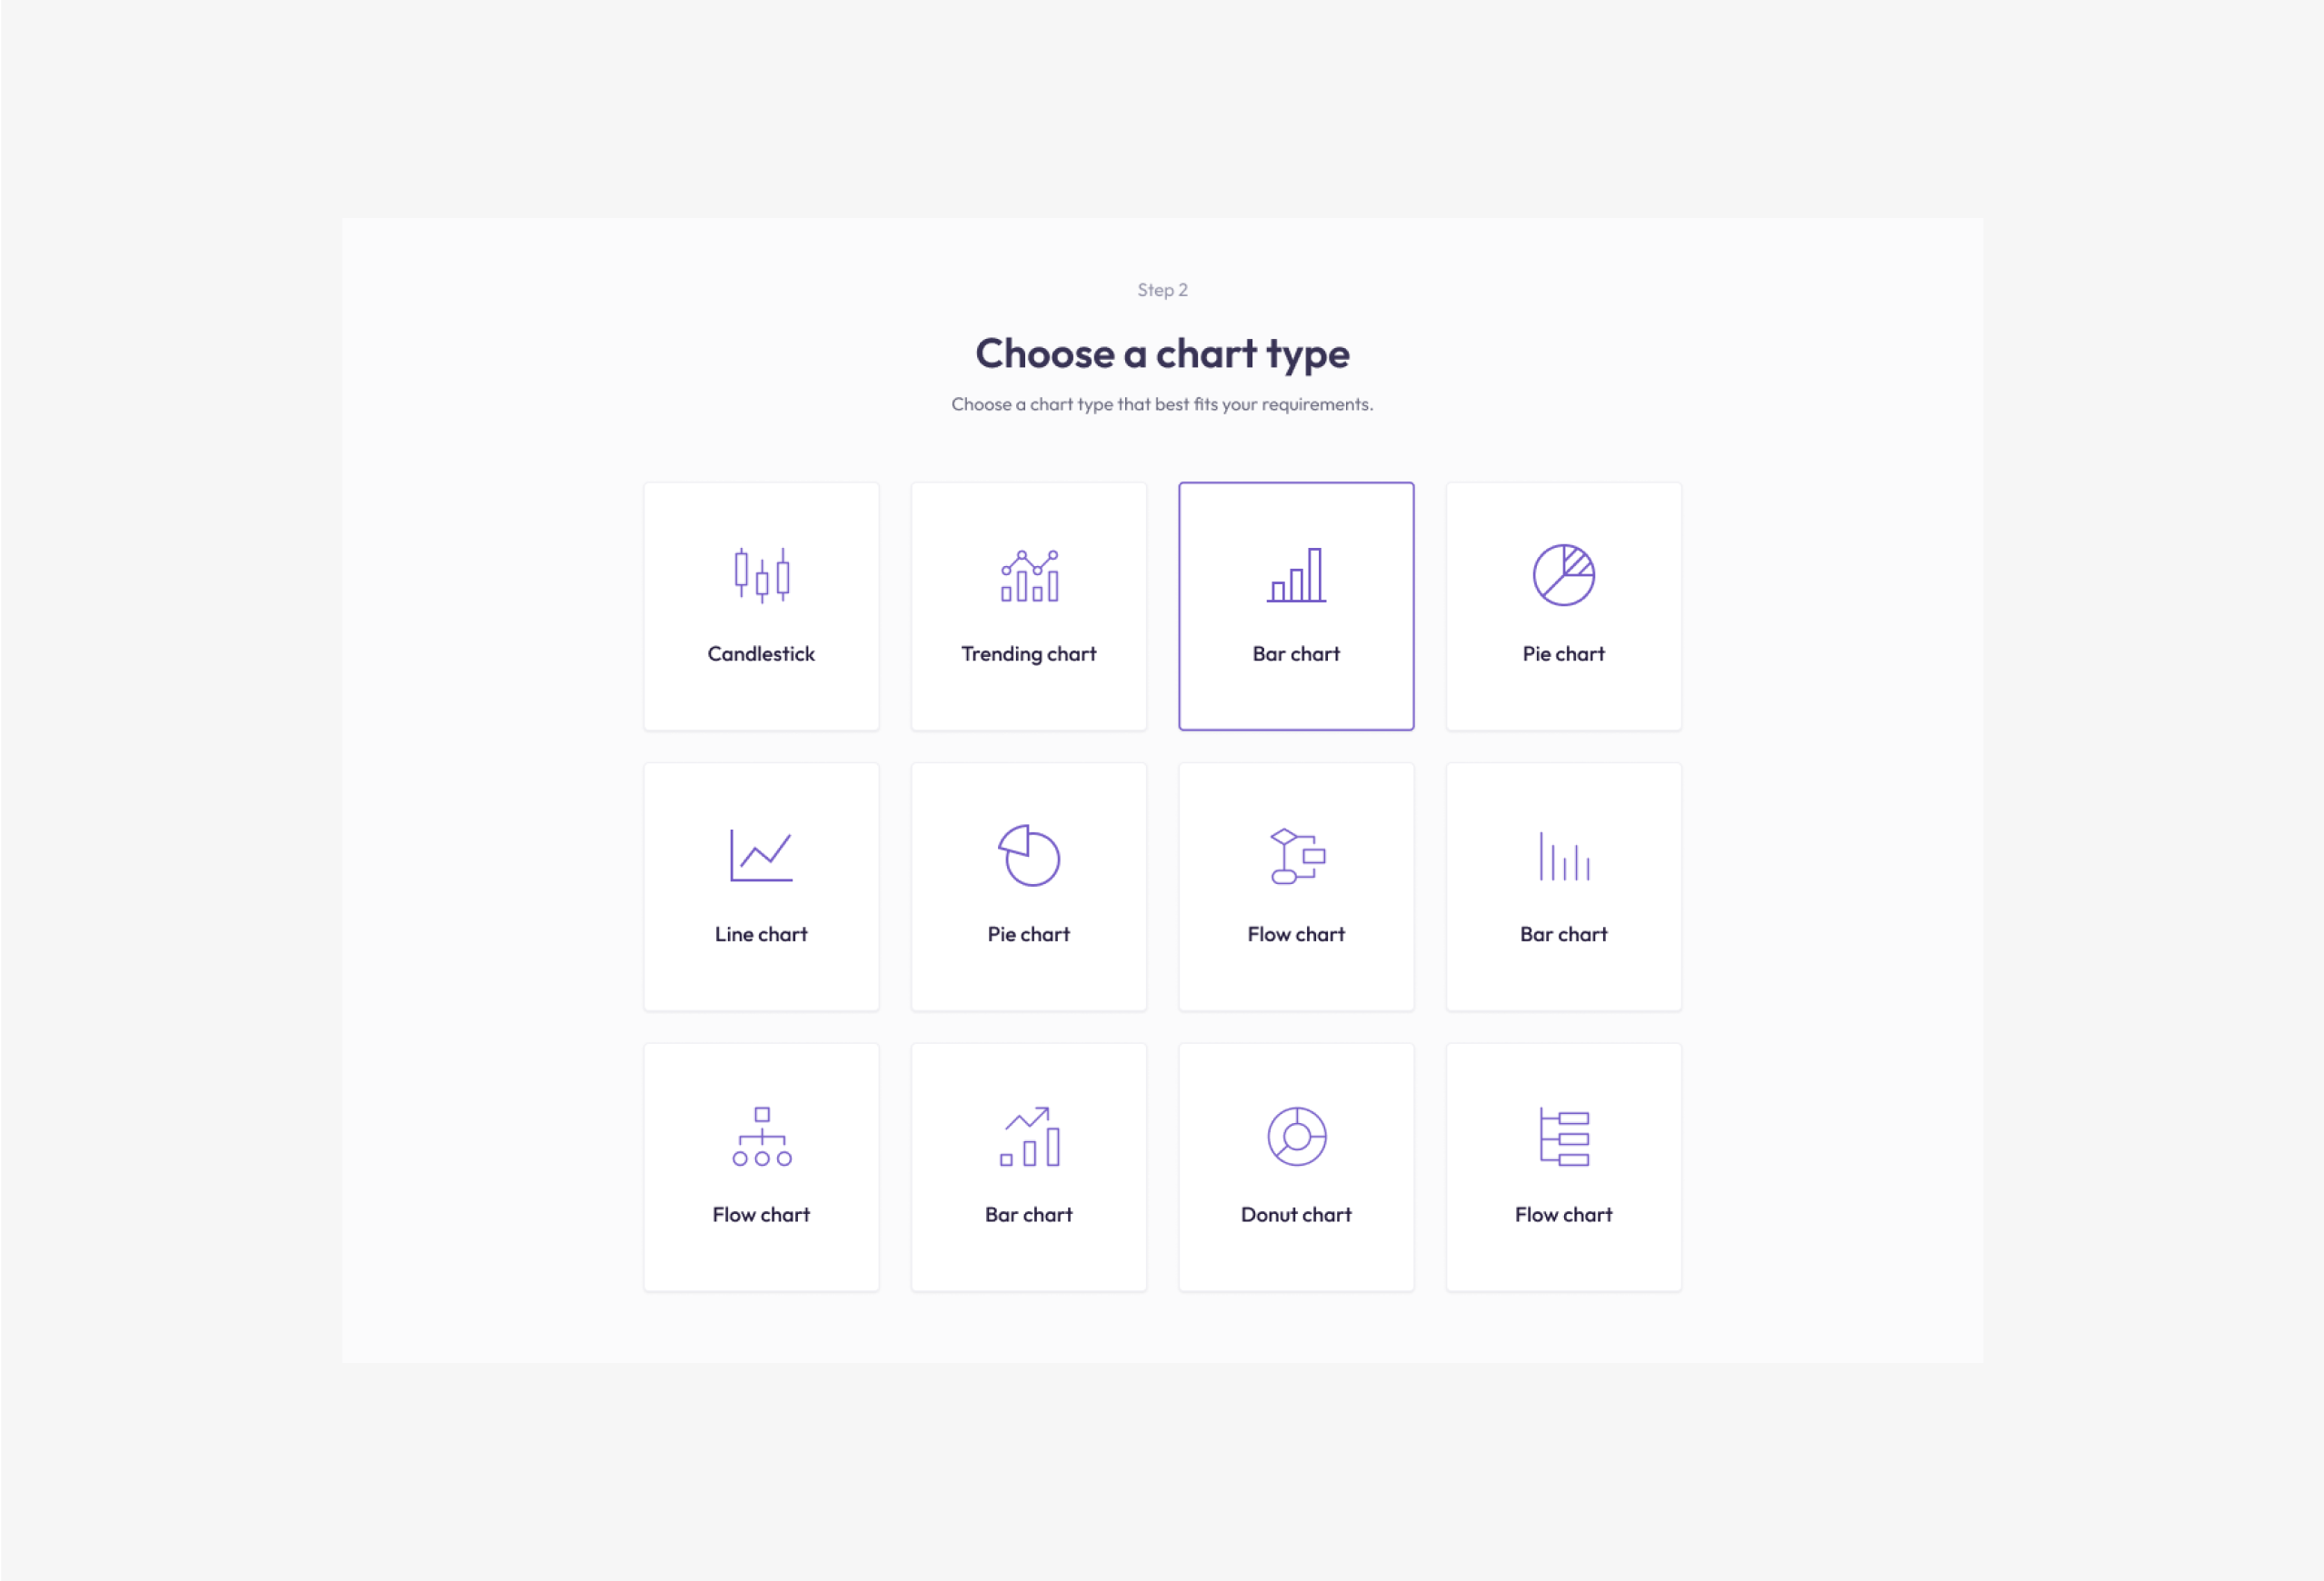 Step 2
Choose a chart type
Choose a chart type that best fits your requirements.
Candlestick
Trending chart
Bar chart
Pie chart
Line chart
Pie chart
Flow chart
Bar chart
Flow chart
Bar chart
Donut chart
Flow chart